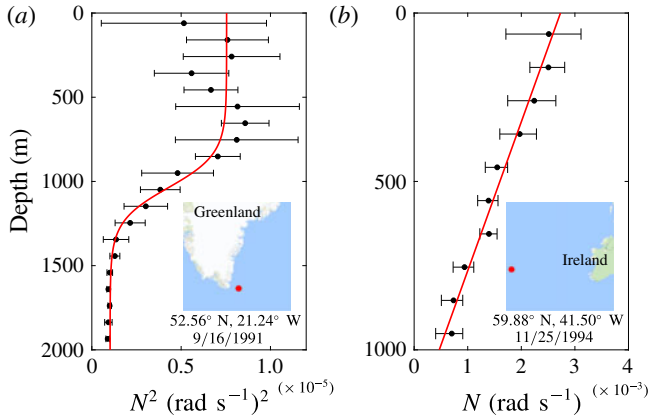 (a)
0
500
1000
1500
2000
Depth (m)
Greenland
52.56° N, 21.24° W
9/16/1991
0 0.5 1.0
(× 10⁻⁵)
N² (rad s⁻¹)²
(b)
0
500
1000
Ireland
59.88° N, 41.50° W
11/25/1994
0 1 2 3 4
(× 10⁻³)
N (rad s⁻¹)